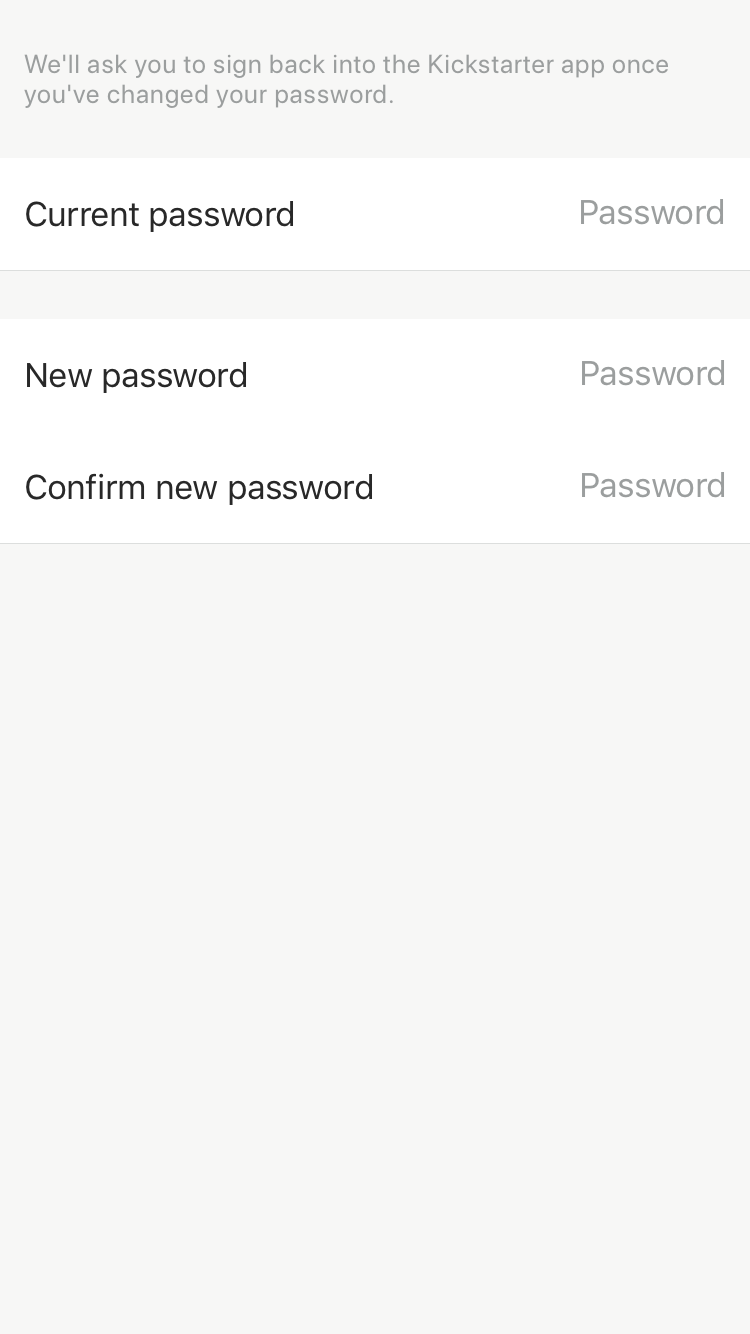 We'll ask you to sign back into the Kickstarter app once
you've changed your password.
Current password Password
New password Password
Confirm new password Password